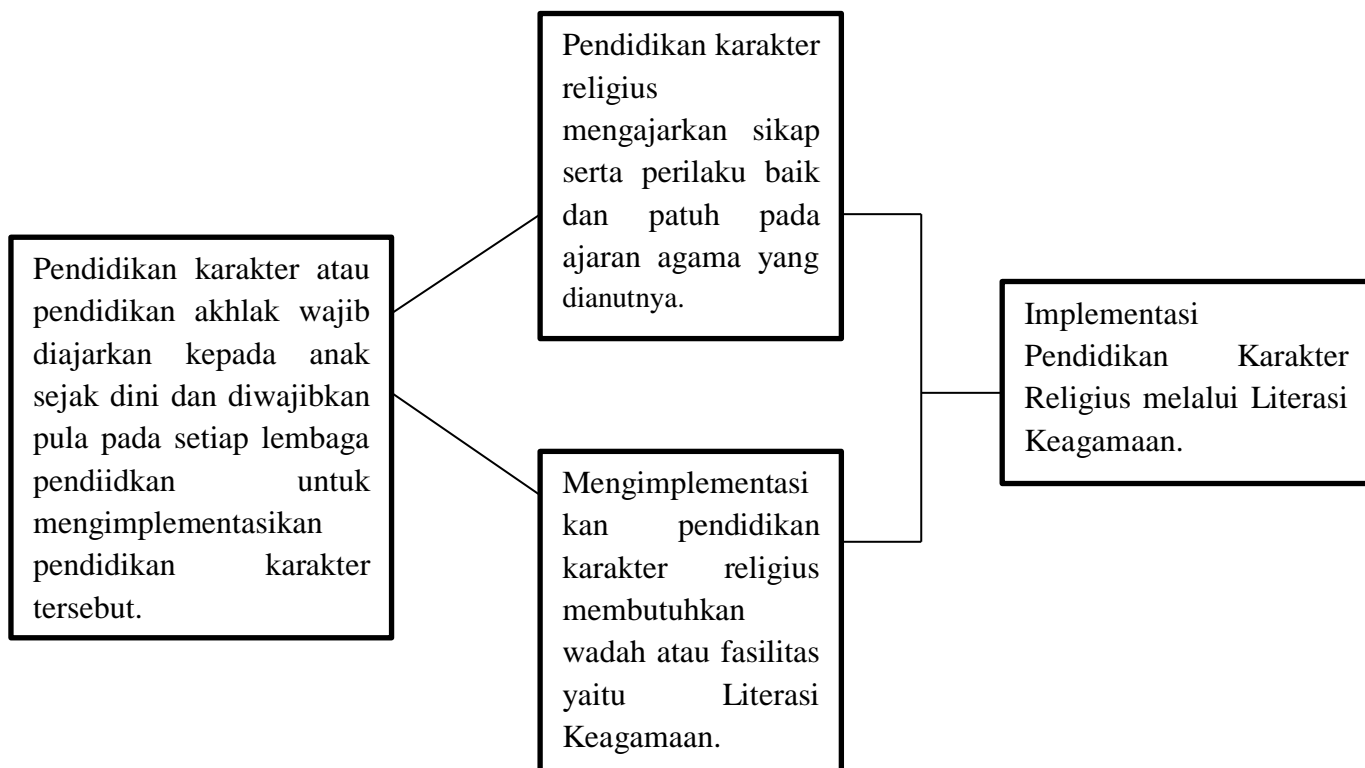 Pendidikan karakter atau
pendidikan akhlak wajib
diajarkan kepada anak
sejak dini dan diwajibkan
pula pada setiap lembaga
pendiidkan untuk
mengimplementasikan
pendidikan karakter
tersebut.
Pendidikan karakter
religius
mengajarkan sikap
serta perilaku baik
dan patuh pada
ajaran agama yang
dianutnya.
Mengimplementasi
kan pendidikan
karakter religius
membutuhkan
wadah atau fasilitas
yaitu Literasi
Keagamaan.
Implementasi
Pendidikan Karakter
Religius melalui Literasi
Keagamaan.